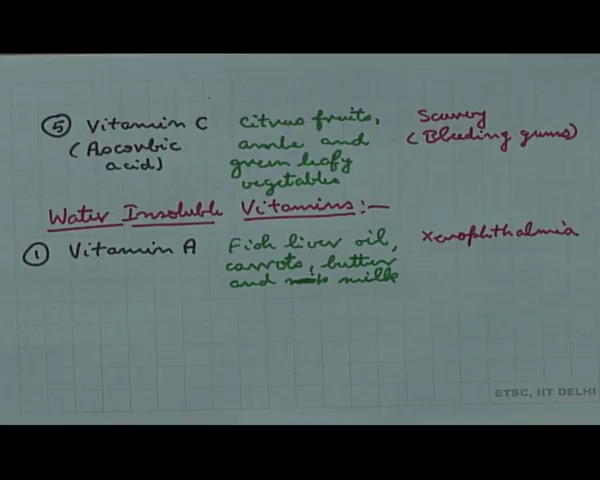 ⑤ Vitamin C Citrus fruits, Scurvy
(Ascorbic amla and (Bleeding gums)
acid) green leafy
vegetables
Water Insoluble Vitamins :-
① Vitamin A Fish liver oil, Xerophthalmia
carrots, butter
and milk
ETSC, IIT DELHI